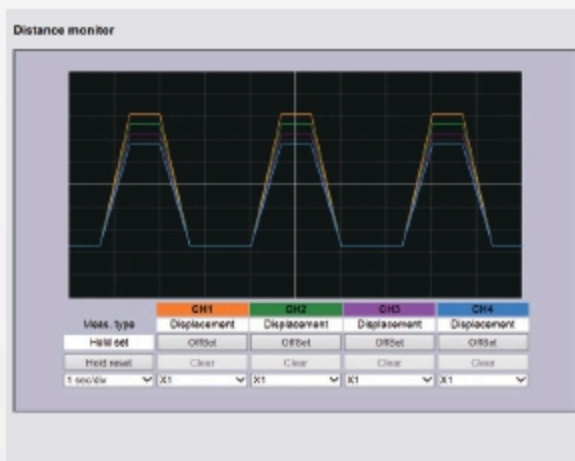 Distance monitor
CH1 CH2 CH3 CH4
Meas. type Displacement Displacement Displacement Displacement
Hold set OffSet OffSet OffSet OffSet
Hold reset Clear Clear Clear Clear
1 sec/div X1 X1 X1 X1